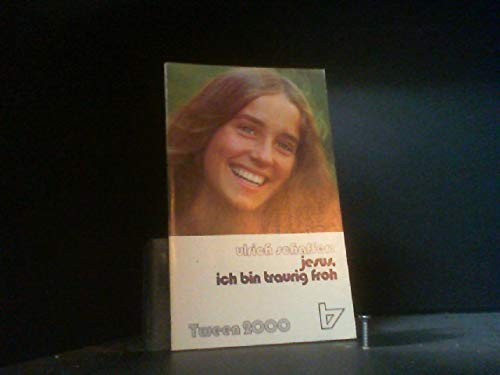 ulrich schaffer
jesus,
ich bin traurig froh
Tween 2000